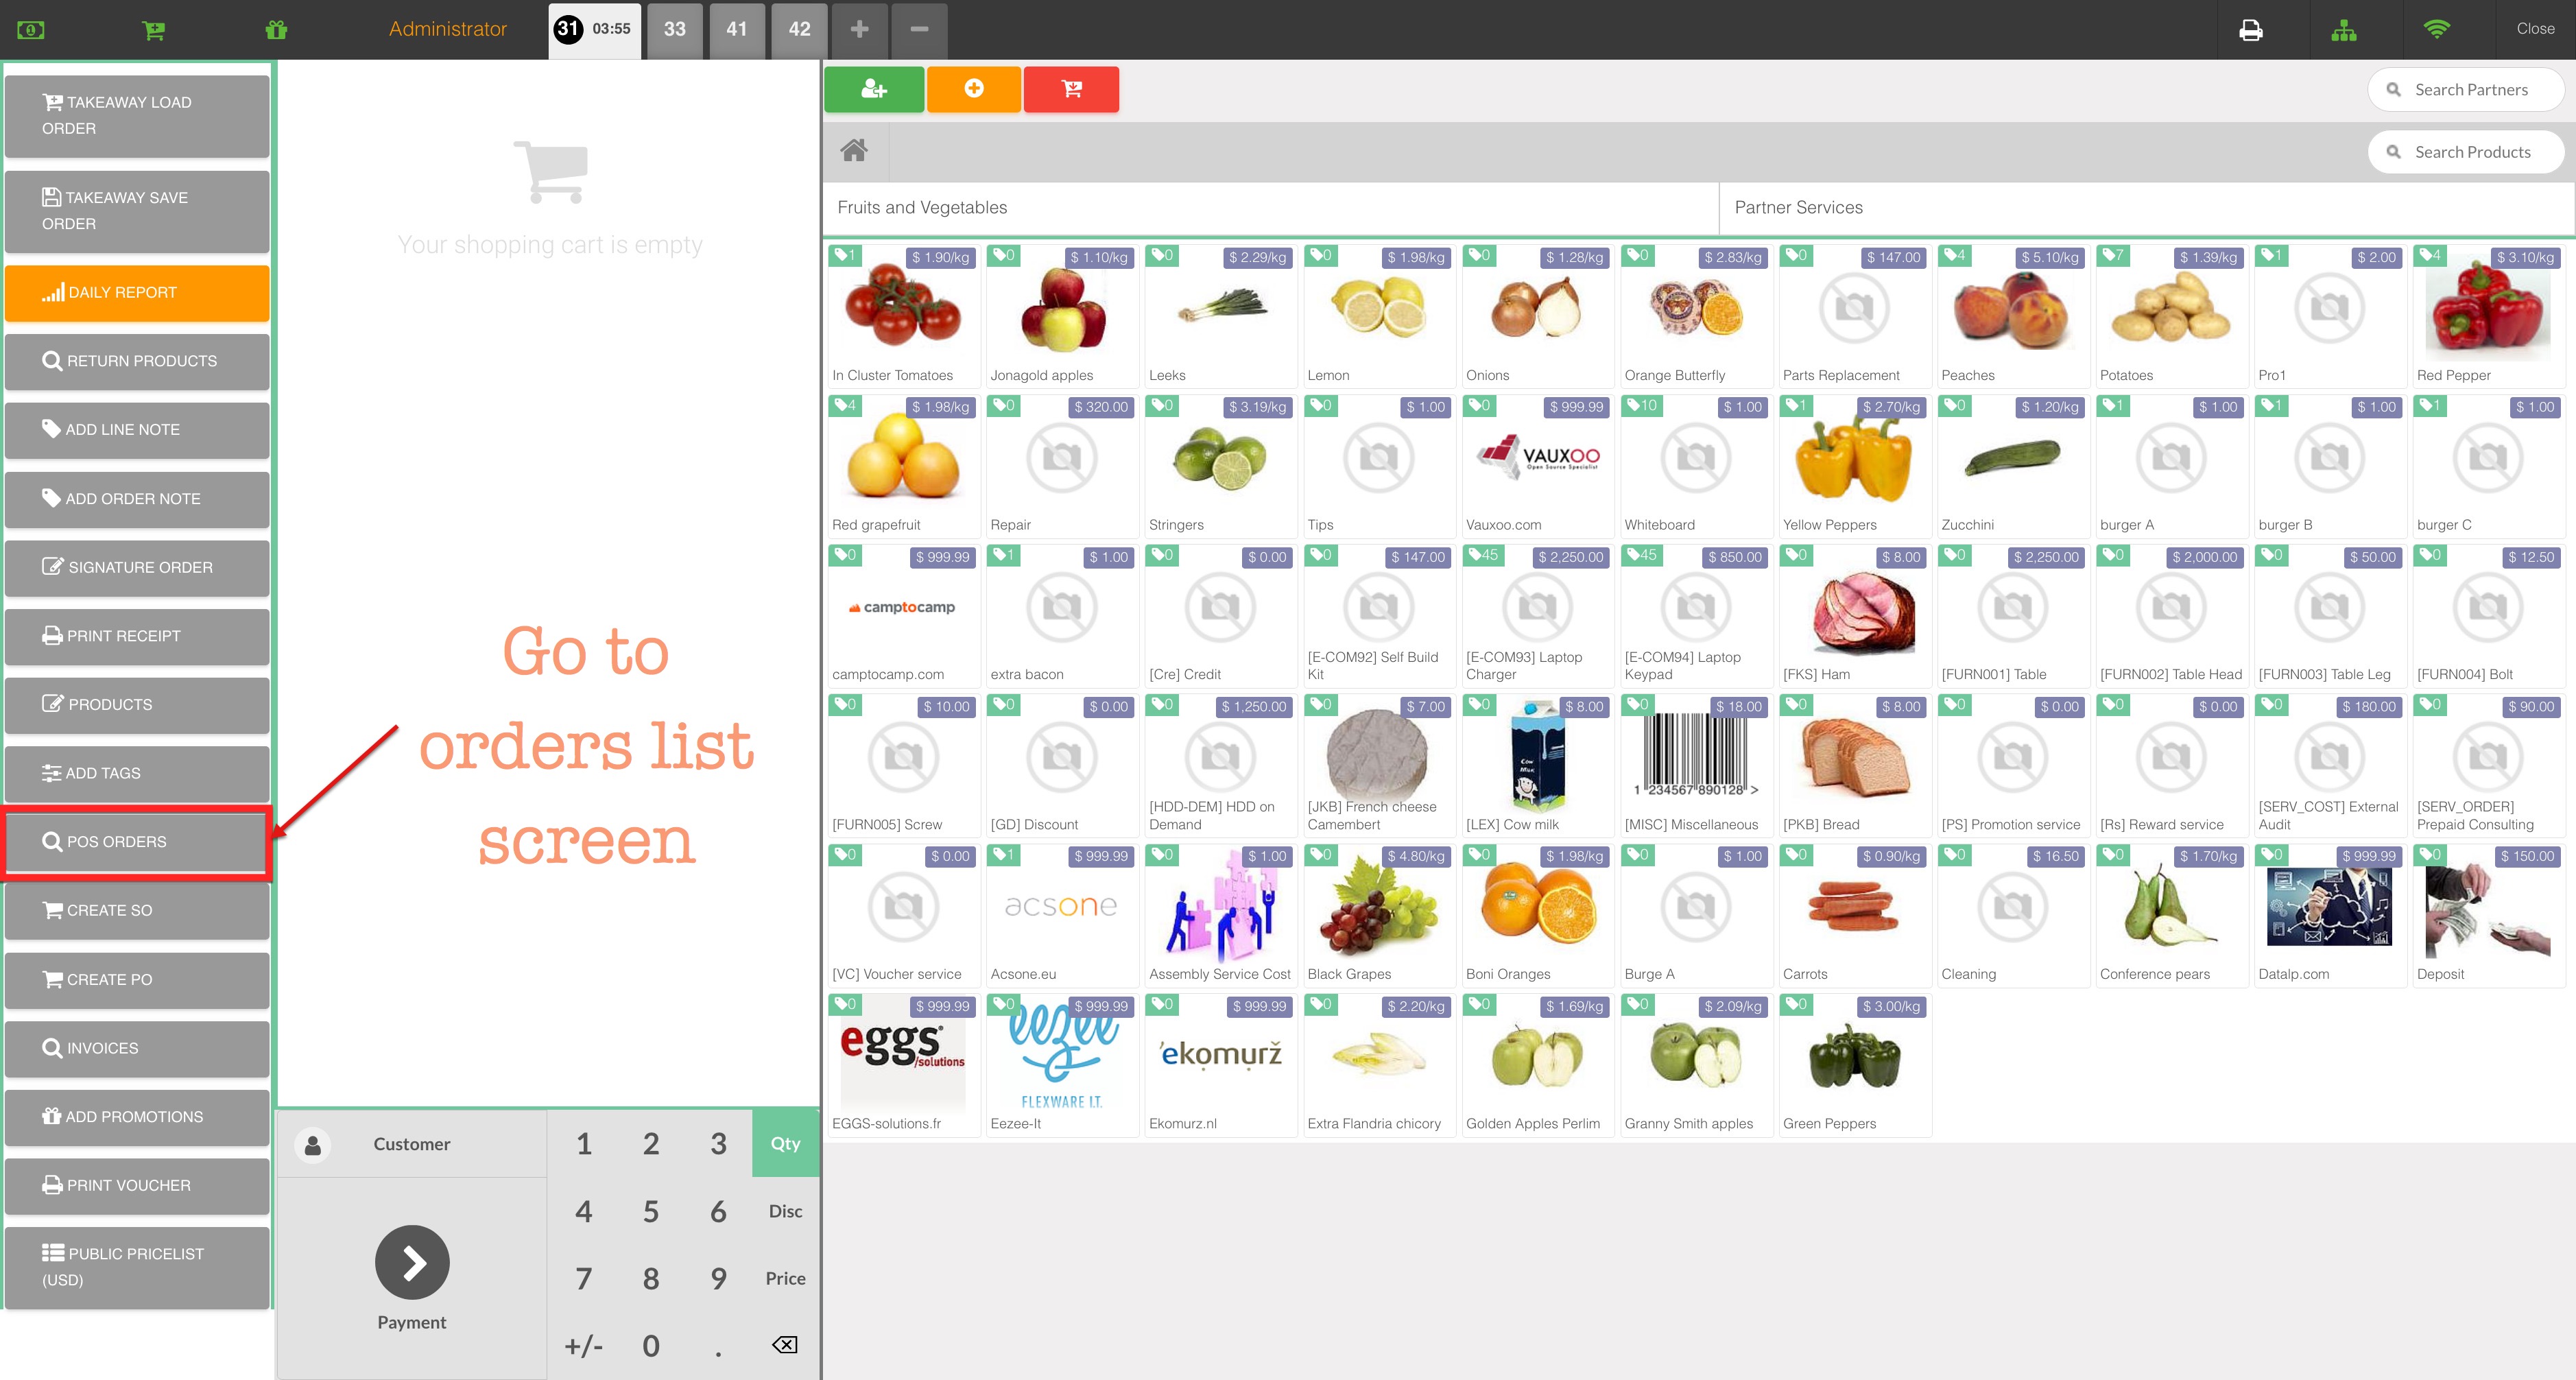 Administrator
31 03:55
33
41
42
Close
TAKEAWAY LOAD
ORDER
TAKEAWAY SAVE
ORDER
DAILY REPORT
RETURN PRODUCTS
ADD LINE NOTE
ADD ORDER NOTE
SIGNATURE ORDER
PRINT RECEIPT
PRODUCTS
ADD TAGS
POS ORDERS
CREATE SO
CREATE PO
INVOICES
ADD PROMOTIONS
PRINT VOUCHER
PUBLIC PRICELIST
(USD)
Your shopping cart is empty
Go to
orders list
screen
Customer
Payment
1 2 3 Qty
4 5 6 Disc
7 8 9 Price
+/- 0 .
Search Partners
Search Products
Fruits and Vegetables
Partner Services
1 $ 1.90/kg
In Cluster Tomatoes
0 $ 1.10/kg
Jonagold apples
0 $ 2.29/kg
Leeks
0 $ 1.98/kg
Lemon
0 $ 1.28/kg
Onions
0 $ 2.83/kg
Orange Butterfly
0 $ 147.00
Parts Replacement
4 $ 5.10/kg
Peaches
7 $ 1.39/kg
Potatoes
1 $ 2.00
Pro1
4 $ 3.10/kg
Red Pepper
4 $ 1.98/kg
Red grapefruit
0 $ 320.00
Repair
0 $ 3.19/kg
Stringers
0 $ 1.00
Tips
0 $ 999.99
VAUXOO
Open Source Specialist
Vauxoo.com
10 $ 1.00
Whiteboard
1 $ 2.70/kg
Yellow Peppers
0 $ 1.20/kg
Zucchini
1 $ 1.00
burger A
1 $ 1.00
burger B
1 $ 1.00
burger C
0 $ 999.99
camptocamp
camptocamp.com
1 $ 1.00
extra bacon
0 $ 0.00
[Cre] Credit
0 $ 147.00
[E-COM92] Self Build
Kit
45 $ 2,250.00
[E-COM93] Laptop
Charger
45 $ 850.00
[E-COM94] Laptop
Keypad
0 $ 8.00
[FKS] Ham
0 $ 2,250.00
[FURN001] Table
0 $ 2,000.00
[FURN002] Table Head
0 $ 50.00
[FURN003] Table Leg
0 $ 12.50
[FURN004] Bolt
0 $ 10.00
[FURN005] Screw
0 $ 0.00
[GD] Discount
0 $ 1,250.00
[HDD-DEM] HDD on
Demand
0 $ 7.00
[JKB] French cheese
Camembert
0 $ 8.00
Cow
Milk
[LEX] Cow milk
0 $ 18.00
1 234567 890128 >
[MISC] Miscellaneous
0 $ 8.00
[PKB] Bread
0 $ 0.00
[PS] Promotion service
0 $ 0.00
[Rs] Reward service
0 $ 180.00
[SERV_COST] External
Audit
0 $ 90.00
[SERV_ORDER]
Prepaid Consulting
0 $ 0.00
[VC] Voucher service
1 $ 999.99
acsone
Acsone.eu
0 $ 1.00
Assembly Service Cost
0 $ 4.80/kg
Black Grapes
0 $ 1.98/kg
Boni Oranges
0 $ 1.00
Burge A
0 $ 0.90/kg
Carrots
0 $ 16.50
Cleaning
0 $ 1.70/kg
Conference pears
0 $ 999.99
Datalp.com
0 $ 150.00
Deposit
0 $ 999.99
eggs
/solutions
EGGS-solutions.fr
0 $ 999.99
eezee
FLEXWARE I.T.
Eezee-It
0 $ 999.99
'ekomurž
Ekomurz.nl
0 $ 2.20/kg
Extra Flandria chicory
0 $ 1.69/kg
Golden Apples Perlim
0 $ 2.09/kg
Granny Smith apples
0 $ 3.00/kg
Green Peppers